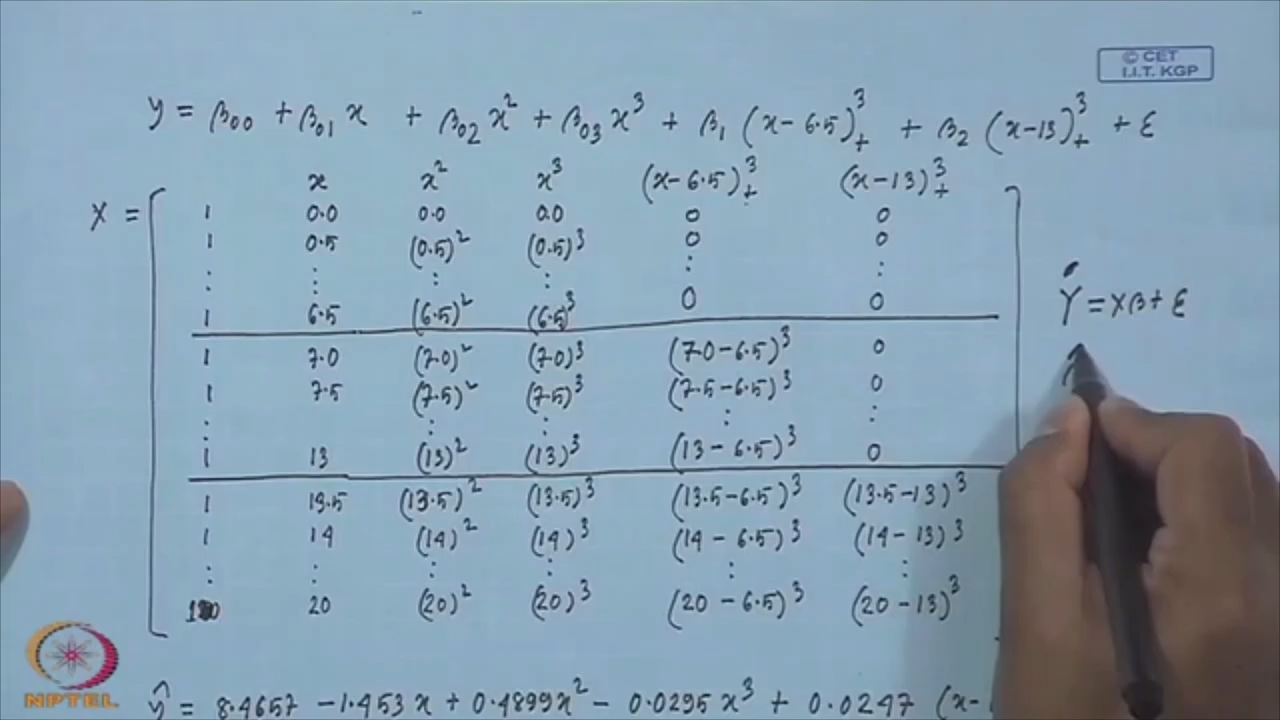 © CET
I.I.T. KGP
y = β₀₀ + β₀₁ x + β₀₂ x² + β₀₃ x³ + β₁ (x - 6.5)³₊ + β₂ (x-13)³₊ + ε
x x² x³ (x-6.5)³₊ (x-13)³₊
X = 1 0.0 0.0 0.0 0 0
1 0.5 (0.5)² (0.5)³ 0 0
⋮ ⋮ ⋮ ⋮ ⋮ ⋮
1 6.5 (6.5)² (6.5)³ 0 0
Y = Xβ + ε
1 7.0 (7.0)² (7.0)³ (7.0-6.5)³ 0
1 7.5 (7.5)² (7.5)³ (7.5-6.5)³ 0
⋮ ⋮ ⋮ ⋮ ⋮
1 13 (13)² (13)³ (13-6.5)³ 0
1 13.5 (13.5)² (13.5)³ (13.5-6.5)³ (13.5-13)³
1 14 (14)² (14)³ (14-6.5)³ (14-13)³
⋮ ⋮ ⋮ ⋮ ⋮ ⋮
20 (20)² (20)³ (20-6.5)³ (20-13)³
NPTEL
ŷ = 8.4657 - 1.453 x + 0.4899x² - 0.0295 x³ + 0.0247 (x-